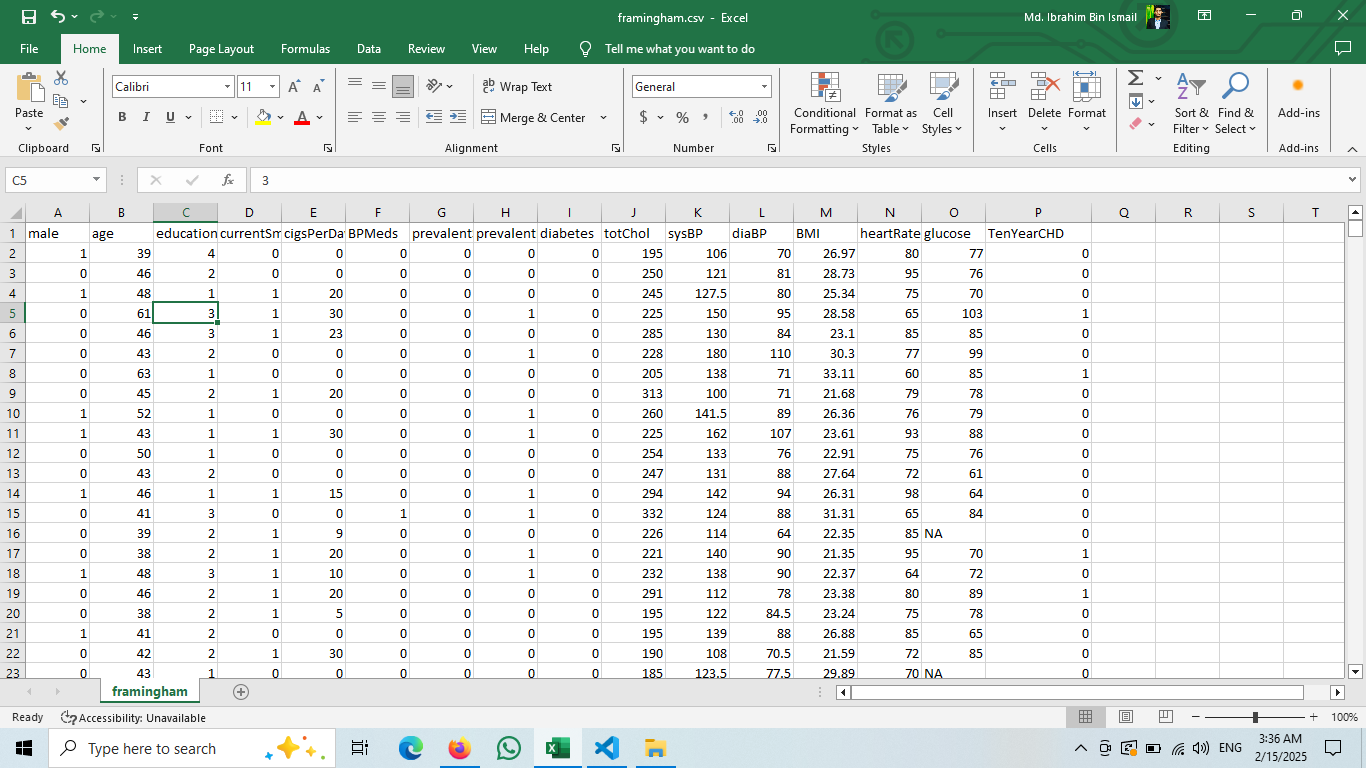 framingham.csv - Excel
Md. Ibrahim Bin Ismail
File Home Insert Page Layout Formulas Data Review View Help Tell me what you want to do
Paste
Calibri 11
Wrap Text
General
Conditional Formatting
Format as Table
Cell Styles
Insert Delete Format
Sort & Filter
Find & Select
Add-ins
B I U
Merge & Center
$ % ,
Clipboard Font Alignment Number Styles Cells Editing Add-ins
C5 fx 3
A B C D E F G H I J K L M N O P Q R S T
1 male age education currentSm cigsPerDa BPMeds prevalent prevalent diabetes totChol sysBP diaBP BMI heartRate glucose TenYearCHD
2 1 39 4 0 0 0 0 0 0 195 106 70 26.97 80 77 0
3 0 46 2 0 0 0 0 0 0 250 121 81 28.73 95 76 0
4 1 48 1 1 20 0 0 0 0 245 127.5 80 25.34 75 70 0
5 0 61 3 1 30 0 0 1 0 225 150 95 28.58 65 103 1
6 0 46 3 1 23 0 0 0 0 285 130 84 23.1 85 85 0
7 0 43 2 0 0 0 0 1 0 228 180 110 30.3 77 99 0
8 0 63 1 0 0 0 0 0 0 205 138 71 33.11 60 85 1
9 0 45 2 1 20 0 0 0 0 313 100 71 21.68 79 78 0
10 1 52 1 0 0 0 0 1 0 260 141.5 89 26.36 76 79 0
11 1 43 1 1 30 0 0 1 0 225 162 107 23.61 93 88 0
12 0 50 1 0 0 0 0 0 0 254 133 76 22.91 75 76 0
13 0 43 2 0 0 0 0 0 0 247 131 88 27.64 72 61 0
14 1 46 1 1 15 0 0 1 0 294 142 94 26.31 98 64 0
15 0 41 3 0 0 1 0 1 0 332 124 88 31.31 65 84 0
16 0 39 2 1 9 0 0 0 0 226 114 64 22.35 85 NA 0
17 0 38 2 1 20 0 0 1 0 221 140 90 21.35 95 70 1
18 1 48 3 1 10 0 0 1 0 232 138 90 22.37 64 72 0
19 0 46 2 1 20 0 0 0 0 291 112 78 23.38 80 89 1
20 0 38 2 1 5 0 0 0 0 195 122 84.5 23.24 75 78 0
21 1 41 2 0 0 0 0 0 0 195 139 88 26.88 85 65 0
22 0 42 2 1 30 0 0 0 0 190 108 70.5 21.59 72 85 0
23 0 43 1 0 0 0 0 0 0 185 123.5 77.5 29.89 70 NA 0
framingham
Ready Accessibility: Unavailable 100%
Type here to search
ENG
3:36 AM
2/15/2025